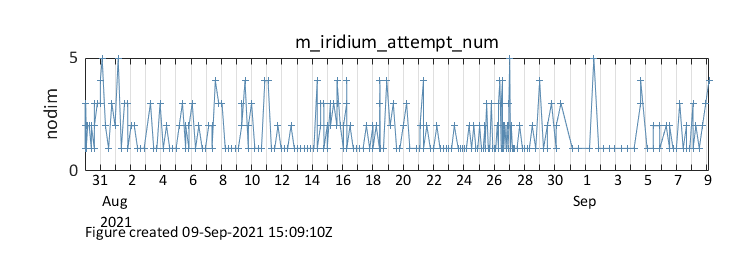 m_iridium_attempt_num
5
nodim
0
31 2 4 6 8 10 12 14 16 18 20 22 24 26 28 30 1 3 5 7 9
Aug Sep
2021
Figure created 09-Sep-2021 15:09:10Z